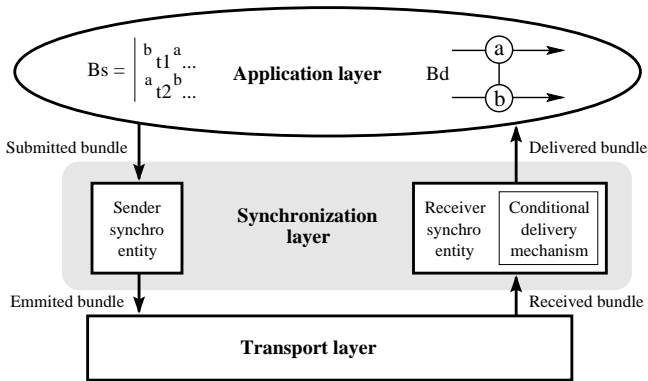 Bs = b t1 a ...
a t2 b ...
Application layer
Bd
a
b
Submitted bundle
Delivered bundle
Sender
synchro
entity
Synchronization
layer
Receiver
synchro
entity
Conditional
delivery
mechanism
Emmited bundle
Received bundle
Transport layer